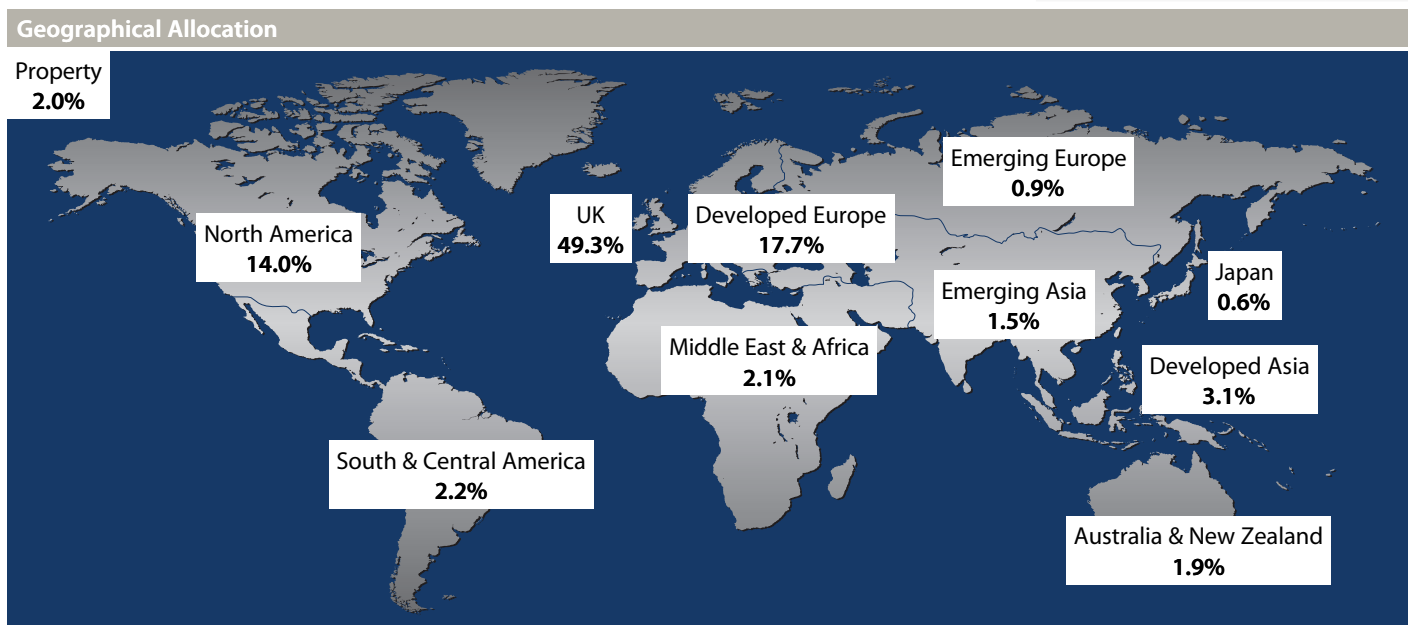 Geographical Allocation
Property
2.0%
Emerging Europe
0.9%
UK
49.3%
Developed Europe
17.7%
North America
14.0%
Japan
0.6%
Emerging Asia
1.5%
Middle East & Africa
2.1%
Developed Asia
3.1%
South & Central America
2.2%
Australia & New Zealand
1.9%